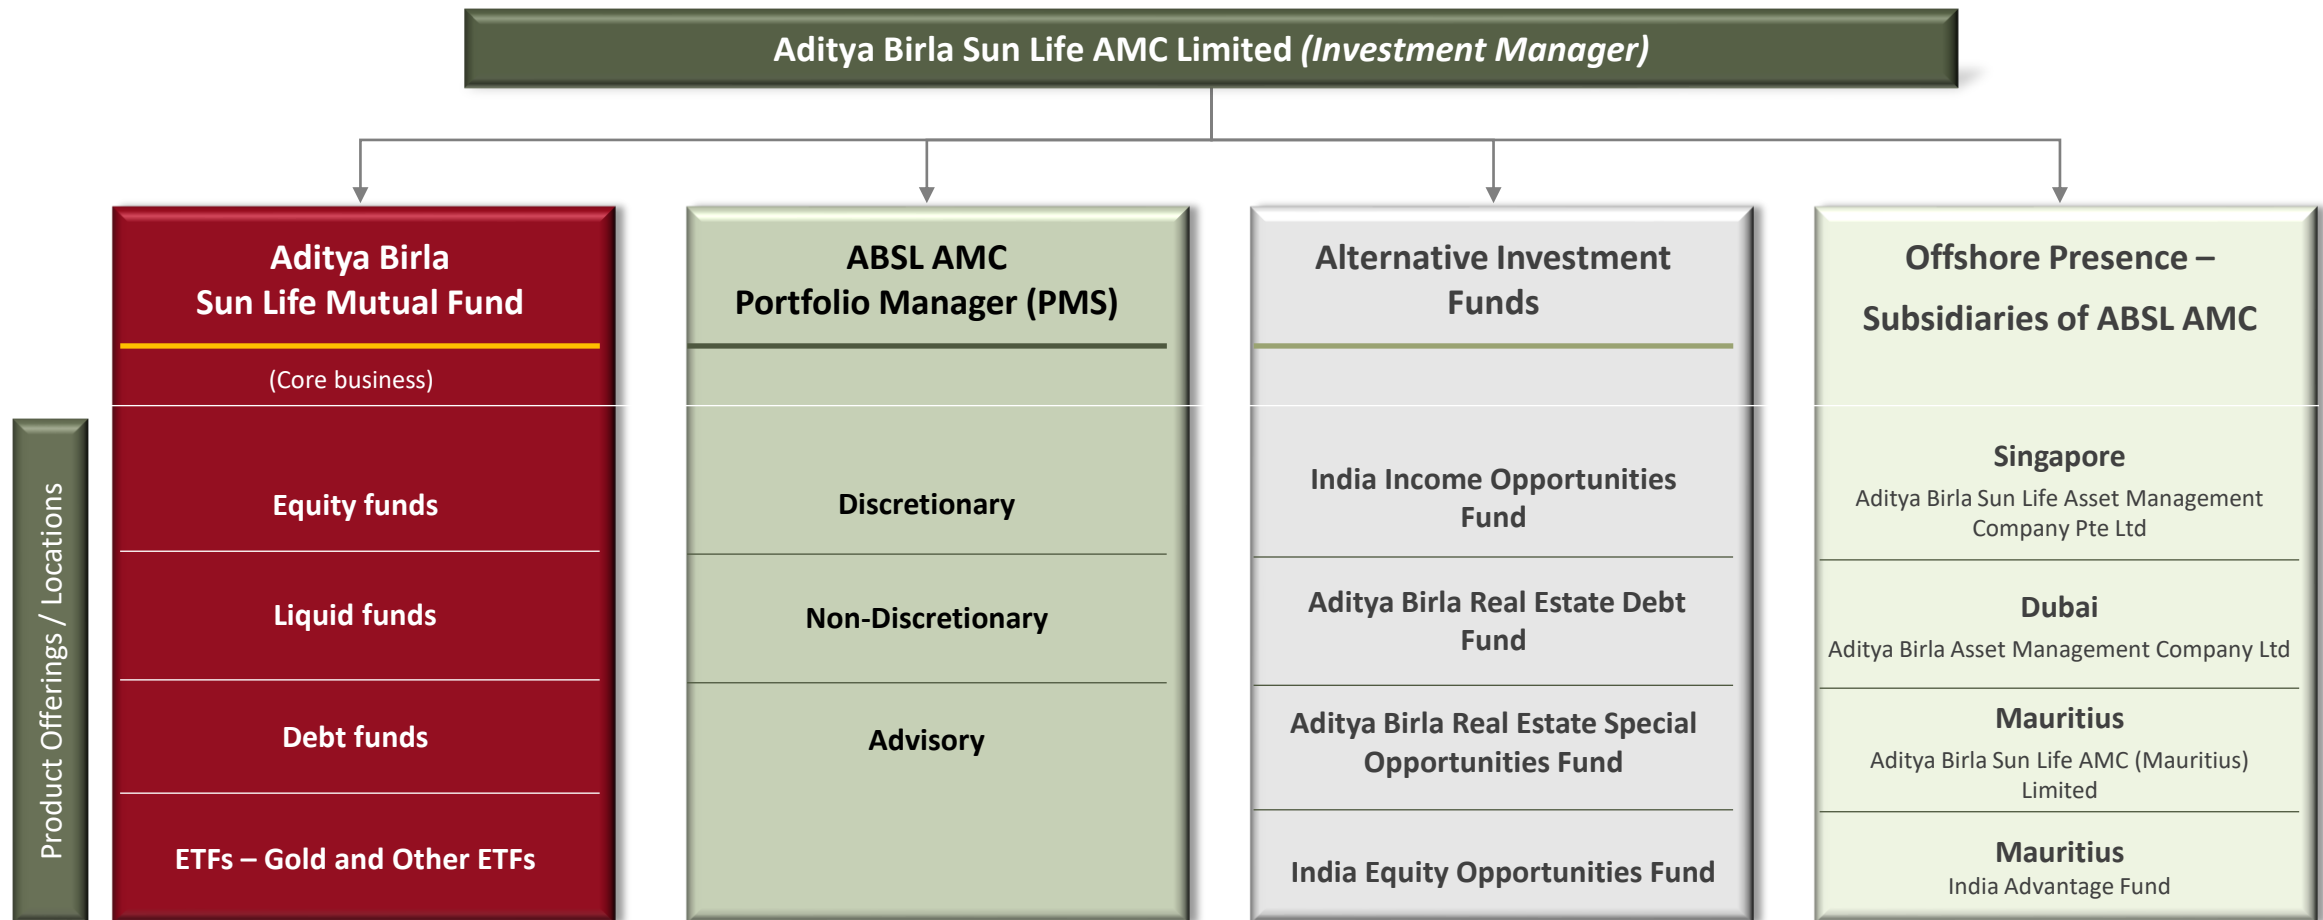 Aditya Birla Sun Life AMC Limited (Investment Manager)
Aditya Birla
Sun Life Mutual Fund
(Core business)
Equity funds
Liquid funds
Debt funds
ETFs – Gold and Other ETFs
ABSL AMC
Portfolio Manager (PMS)
Discretionary
Non-Discretionary
Advisory
Alternative Investment
Funds
India Income Opportunities
Fund
Aditya Birla Real Estate Debt
Fund
Aditya Birla Real Estate Special
Opportunities Fund
India Equity Opportunities Fund
Offshore Presence –
Subsidiaries of ABSL AMC
Singapore
Aditya Birla Sun Life Asset Management
Company Pte Ltd
Dubai
Aditya Birla Asset Management Company Ltd
Mauritius
Aditya Birla Sun Life AMC (Mauritius)
Limited
Mauritius
India Advantage Fund
Product Offerings / Locations